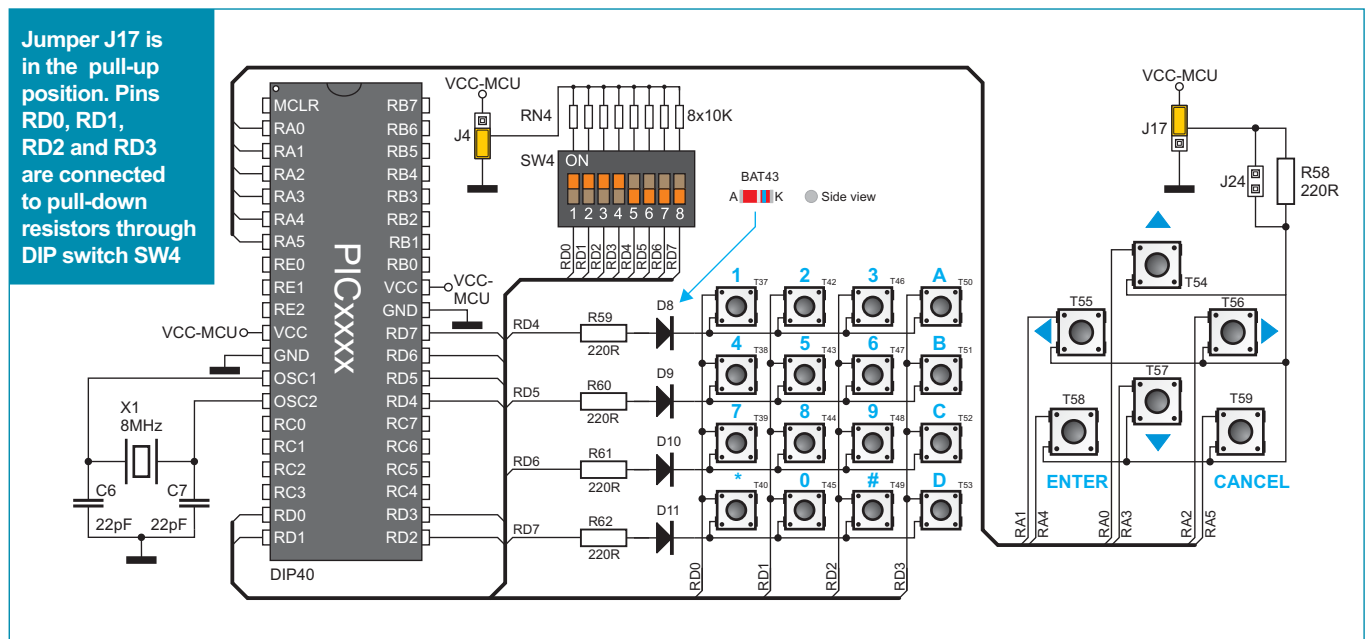 Jumper J17 is
in the pull-up
position. Pins
RD0, RD1,
RD2 and RD3
are connected
to pull-down
resistors through
DIP switch SW4
MCLR
RA0
RA1
RA2
RA3
RA4
RA5
RE0
RE1
RE2
VCC
GND
OSC1
OSC2
RC0
RC1
RC2
RC3
RD0
RD1
RB7
RB6
RB5
RB4
RB3
RB2
RB1
RB0
VCC
GND
RD7
RD6
RD5
RD4
RC7
RC6
RC5
RC4
RD3
RD2
PICxxxx
DIP40
VCC-MCU
VCC-
MCU
X1
8MHz
C6
C7
22pF
22pF
VCC-MCU
J4
RN4
8x10K
SW4
ON
1 2 3 4 5 6 7 8
RD0
RD1
RD2
RD3
RD4
RD5
RD6
RD7
BAT43
A
K
Side view
RD4
R59
220R
D8
RD5
R60
220R
D9
RD6
R61
220R
D10
RD7
R62
220R
D11
1
T37
2
T42
3
T46
A
T50
4
T38
5
T43
6
T47
B
T51
7
T39
8
T44
9
T48
C
T52
*
T40
0
T45
#
T49
D
T53
RD0
RD1
RD2
RD3
VCC-MCU
J17
J24
R58
220R
T54
T55
T56
T57
T58
T59
ENTER
CANCEL
RA1
RA4
RA0
RA3
RA2
RA5